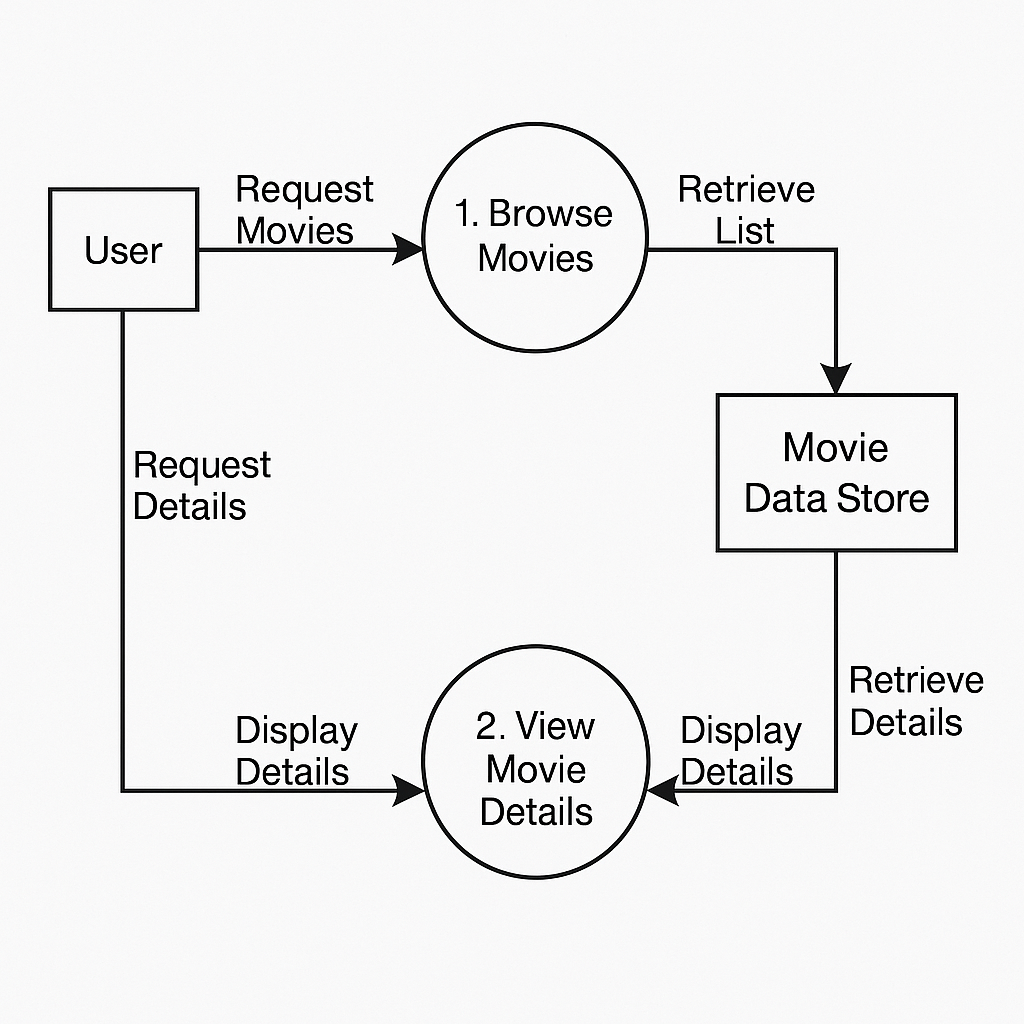 User
Request
Movies
1. Browse
Movies
Retrieve
List
Movie
Data Store
Request
Details
Retrieve
Details
Display
Details
2. View
Movie
Details
Display
Details